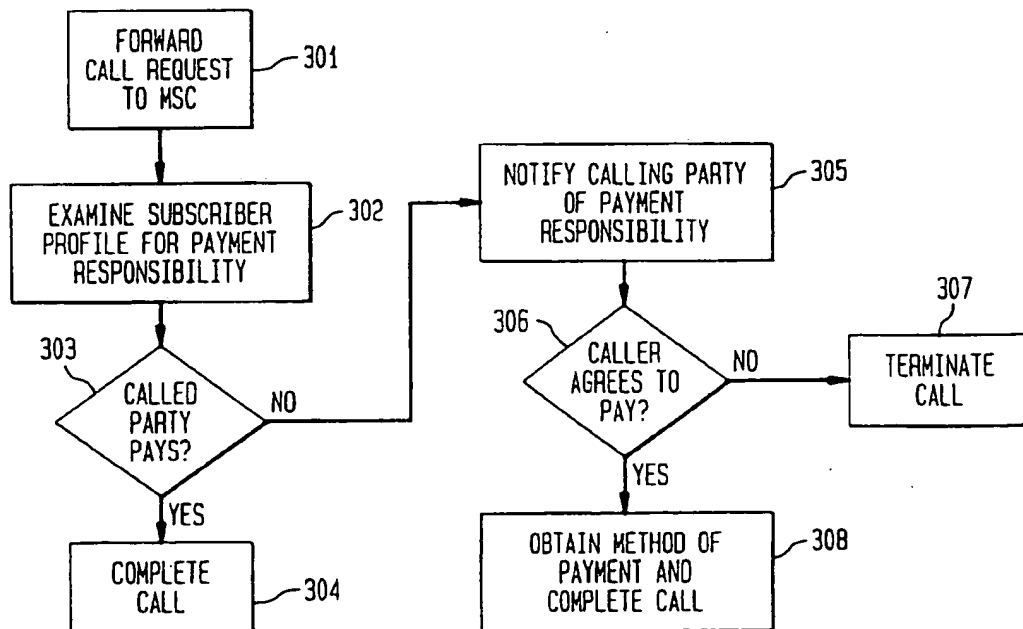 FORWARD
CALL REQUEST
TO MSC
301
EXAMINE SUBSCRIBER
PROFILE FOR PAYMENT
RESPONSIBILITY
302
303
CALLED
PARTY
PAYS?
NO
YES
COMPLETE
CALL
304
NOTIFY CALLING PARTY
OF PAYMENT
RESPONSIBILITY
305
306
CALLER
AGREES TO
PAY?
NO
307
TERMINATE
CALL
YES
OBTAIN METHOD OF
PAYMENT AND
COMPLETE CALL
308